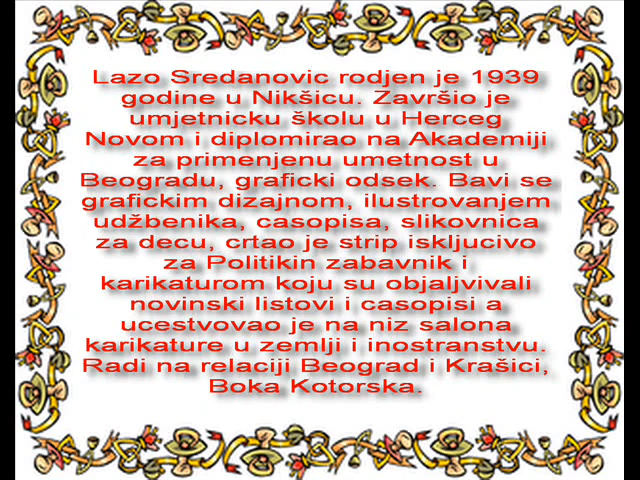 Lazo Sredanovic rodjen je 1939
godine u Nikšicu. Završio je
umjetnicku školu u Herceg
Novom i diplomirao na Akademiji
za primenjenu umetnost u
Beogradu, graficki odsek. Bavi se
grafickim dizajnom, ilustrovanjem
udžbenika, casopisa, slikovnica
za decu, crtao je strip iskljucivo
za Politikin zabavnik i
karikaturom koju su objaljvivali
novinski listovi i casopisi a
ucestvovao je na niz salona
karikature u zemlji i inostranstvu.
Radi na relaciji Beograd i Krašici,
Boka Kotorska.